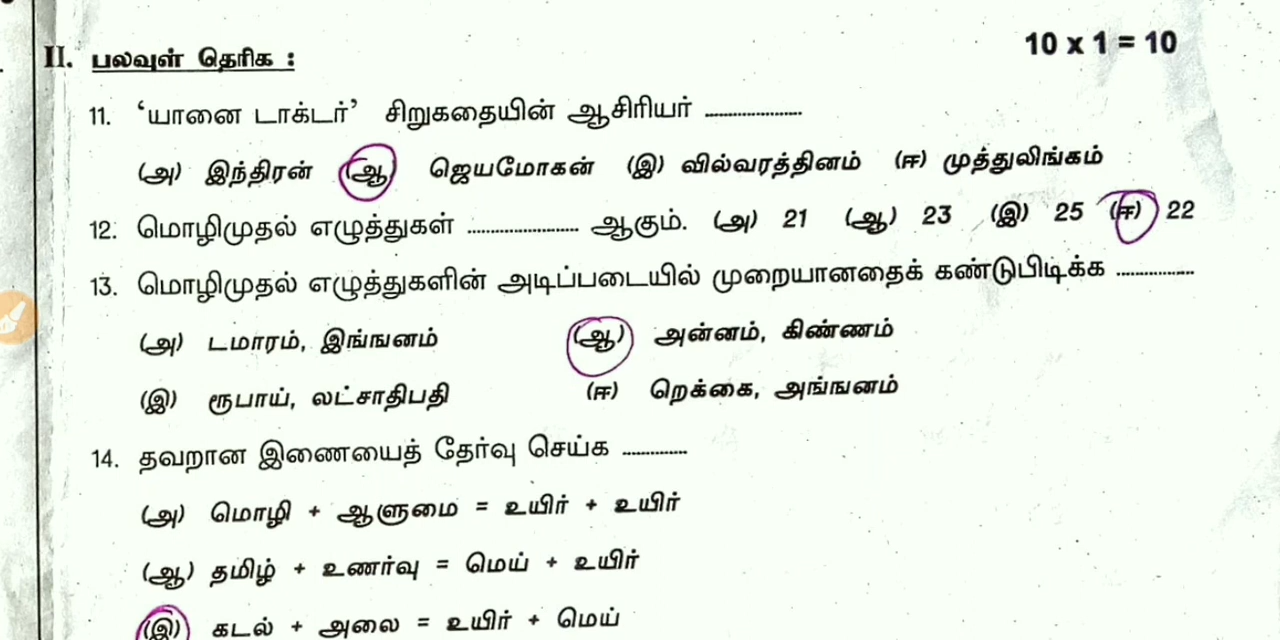 II. பலவுள் தெரிக :
10 x 1 = 10
11. ‘யானை டாக்டர்’ சிறுகதையின் ஆசிரியர் .....................
(அ) இந்திரன் (ஆ) ஜெயமோகன் (இ) வில்வரத்தினம் (ஈ) முத்துலிங்கம்
12. மொழிமுதல் எழுத்துகள் ........................ ஆகும். (அ) 21 (ஆ) 23 (இ) 25 (ஈ) 22
13. மொழிமுதல் எழுத்துகளின் அடிப்படையில் முறையானதைக் கண்டுபிடிக்க .................
(அ) டமாரம், இங்ஙனம் (ஆ) அன்னம், கிண்ணம்
(இ) ரூபாய், லட்சாதிபதி (ஈ) றெக்கை, அங்ஙனம்
14. தவறான இணையைத் தேர்வு செய்க ..............
(அ) மொழி + ஆளுமை = உயிர் + உயிர்
(ஆ) தமிழ் + உணர்வு = மெய் + உயிர்
(இ) கடல் + அலை = உயிர் + மெய்